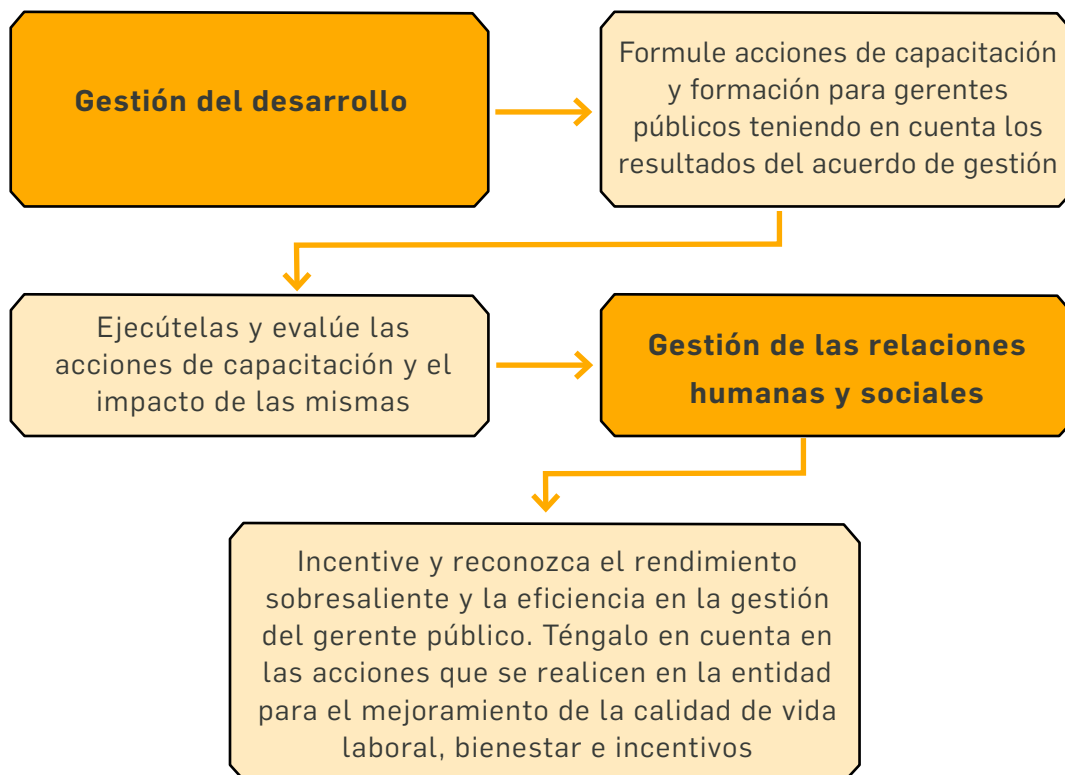 Gestión del desarrollo
Formule acciones de capacitación
y formación para gerentes
públicos teniendo en cuenta los
resultados del acuerdo de gestión
Ejecútelas y evalúe las
acciones de capacitación y el
impacto de las mismas
Gestión de las relaciones
humanas y sociales
Incentive y reconozca el rendimiento
sobresaliente y la eficiencia en la gestión
del gerente público. Téngalo en cuenta en
las acciones que se realicen en la entidad
para el mejoramiento de la calidad de vida
laboral, bienestar e incentivos